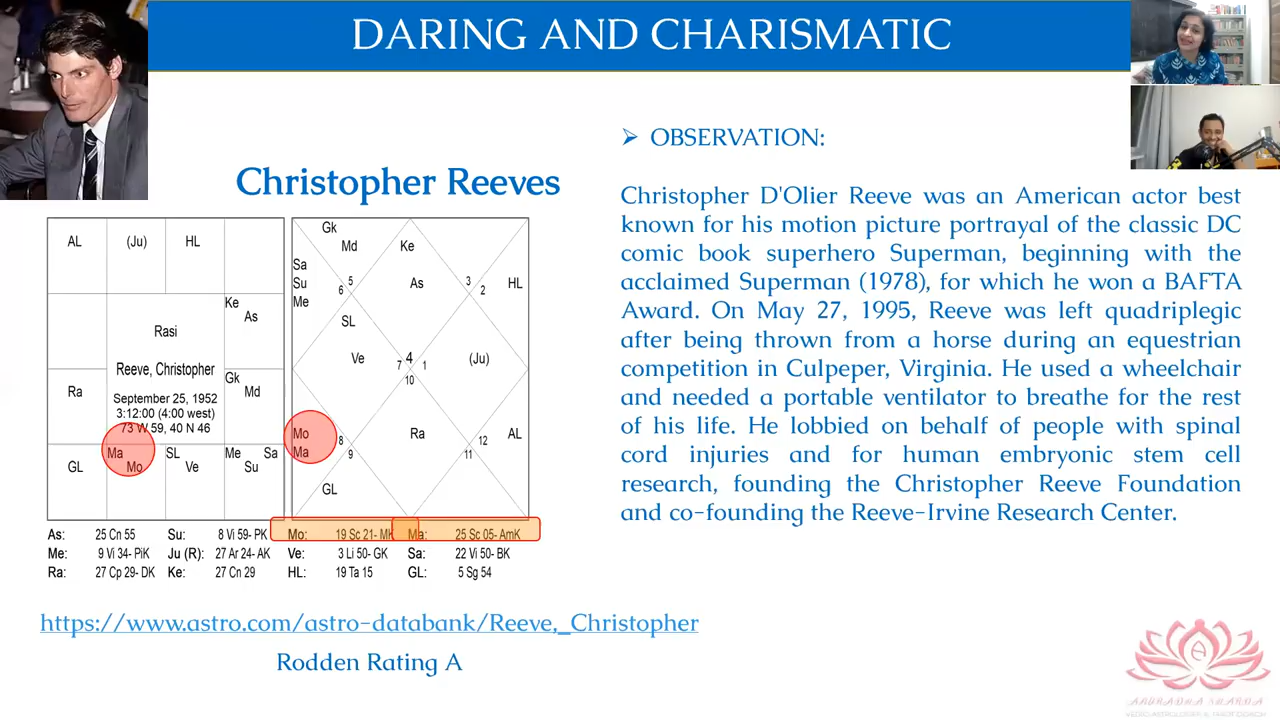 DARING AND CHARISMATIC
Christopher Reeves
AL
(Ju)
HL
Ke
As
Rasi
Reeve, Christopher
September 25, 1952
3:12:00 (4:00 west)
73 W 59, 40 N 46
Ra
Gk
Md
GL
Ma
Mo
SL
Ve
Me
Sa
Su
Gk
Md
Ke
Sa
Su
Me
5
6
As
3
2
HL
SL
Ve
7
4
1
10
(Ju)
Mo
Ma
8
9
Ra
12
11
AL
GL
As: 25 Cn 55 Su: 8 Vi 59- PK Mo: 19 Sc 21- MK Ma: 25 Sc 05- AmK
Me: 9 Vi 34- PiK Ju (R): 27 Ar 24- AK Ve: 3 Li 50- GK Sa: 22 Vi 50- BK
Ra: 27 Cp 29- DK Ke: 27 Cn 29 HL: 19 Ta 15 GL: 5 Sg 54
https://www.astro.com/astro-databank/Reeve,_Christopher
Rodden Rating A
➢ OBSERVATION:
Christopher D'Olier Reeve was an American actor best
known for his motion picture portrayal of the classic DC
comic book superhero Superman, beginning with the
acclaimed Superman (1978), for which he won a BAFTA
Award. On May 27, 1995, Reeve was left quadriplegic
after being thrown from a horse during an equestrian
competition in Culpeper, Virginia. He used a wheelchair
and needed a portable ventilator to breathe for the rest
of his life. He lobbied on behalf of people with spinal
cord injuries and for human embryonic stem cell
research, founding the Christopher Reeve Foundation
and co-founding the Reeve-Irvine Research Center.
A
ANURADHA SHARDA
VEDIC ASTROLOGER & TAROT COACH